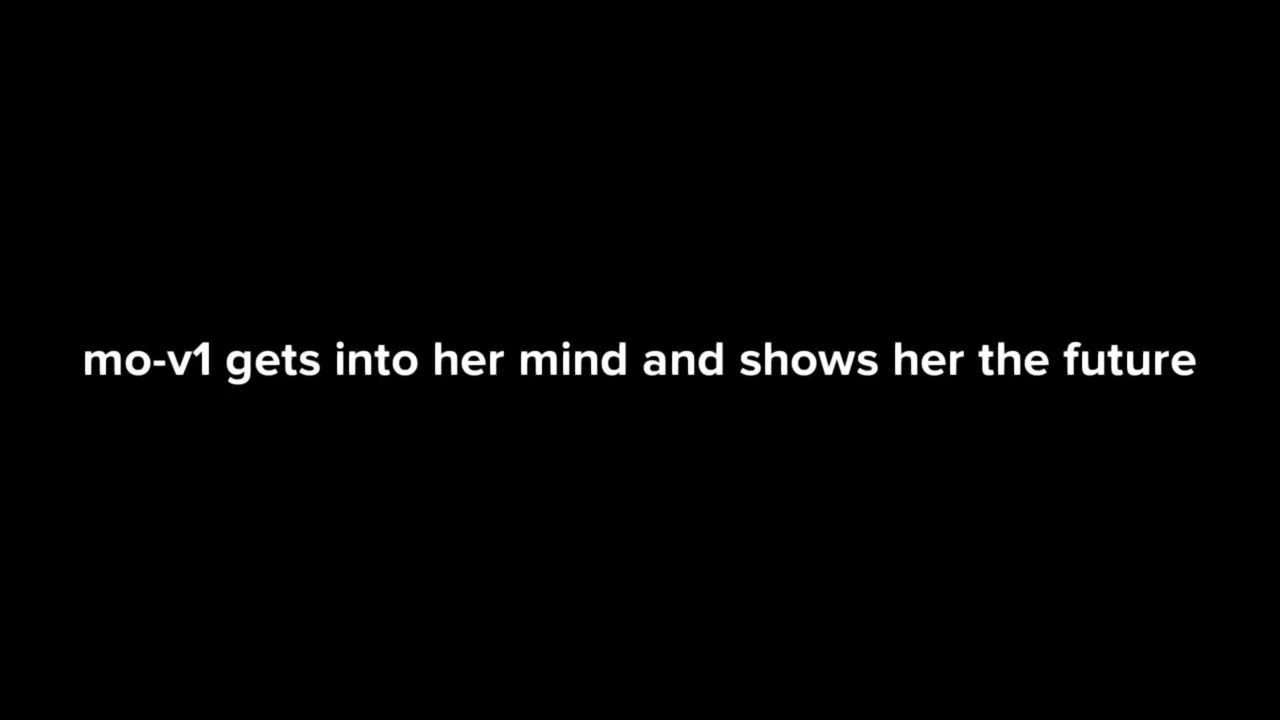 mo-v1 gets into her mind and shows her the future